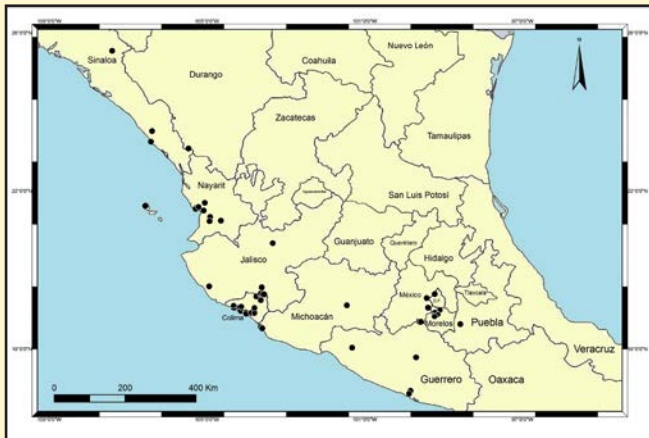 Nuevo León
Coahuila
Sinaloa
Durango
Zacatecas
Tamaulipas
Nayarit
San Luis Potosí
Guanjuato
Querétaro
Hidalgo
Jalisco
México
D.F.
Tlaxcala
Colima
Michoacán
Morelos
Puebla
Veracruz
Guerrero
Oaxaca
0 200 400 Km